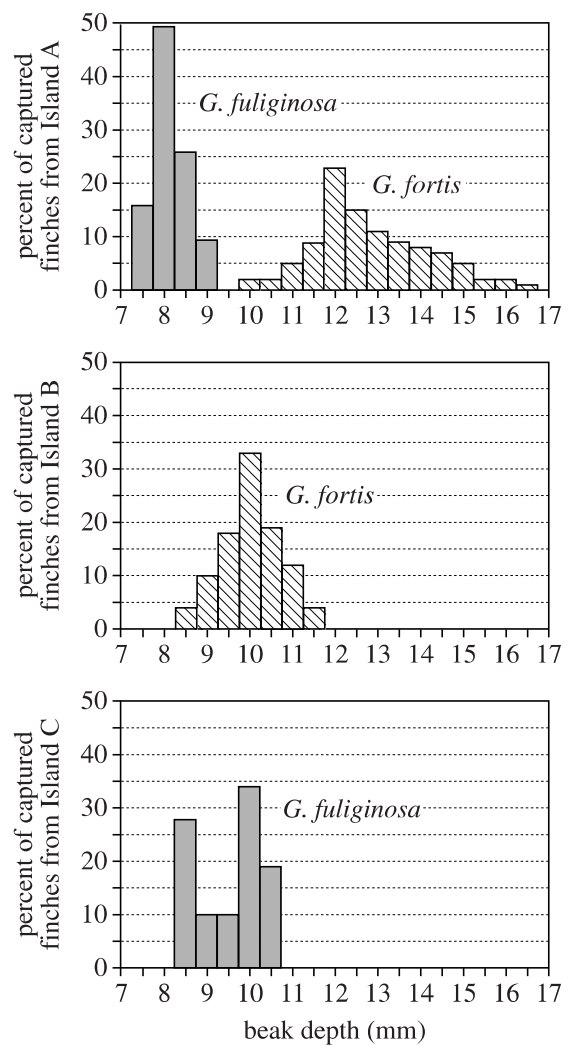 percent of captured
finches from Island A
50
40
30
20
10
0
G. fuliginosa
G. fortis
7 8 9 10 11 12 13 14 15 16 17
percent of captured
finches from Island B
50
40
30
20
10
0
G. fortis
7 8 9 10 11 12 13 14 15 16 17
percent of captured
finches from Island C
50
40
30
20
10
0
G. fuliginosa
7 8 9 10 11 12 13 14 15 16 17
beak depth (mm)